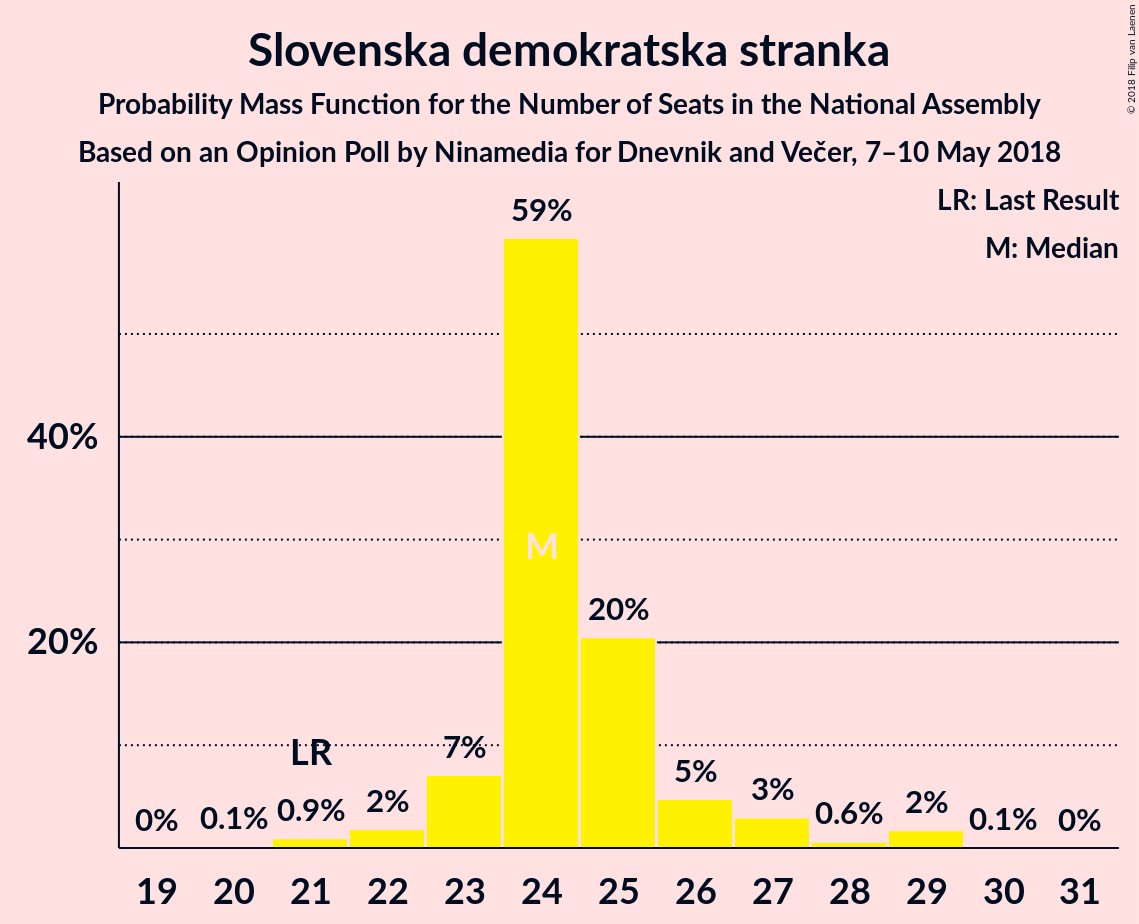 Slovenska demokratska stranka
Probability Mass Function for the Number of Seats in the National Assembly
Based on an Opinion Poll by Ninamedia for Dnevnik and Večer, 7–10 May 2018
© 2018 Filip van Laenen
LR: Last Result
M: Median
40%
20%
0%
0.1%
LR
0.9%
2%
7%
59%
M
20%
5%
3%
0.6%
2%
0.1%
0%
19 20 21 22 23 24 25 26 27 28 29 30 31